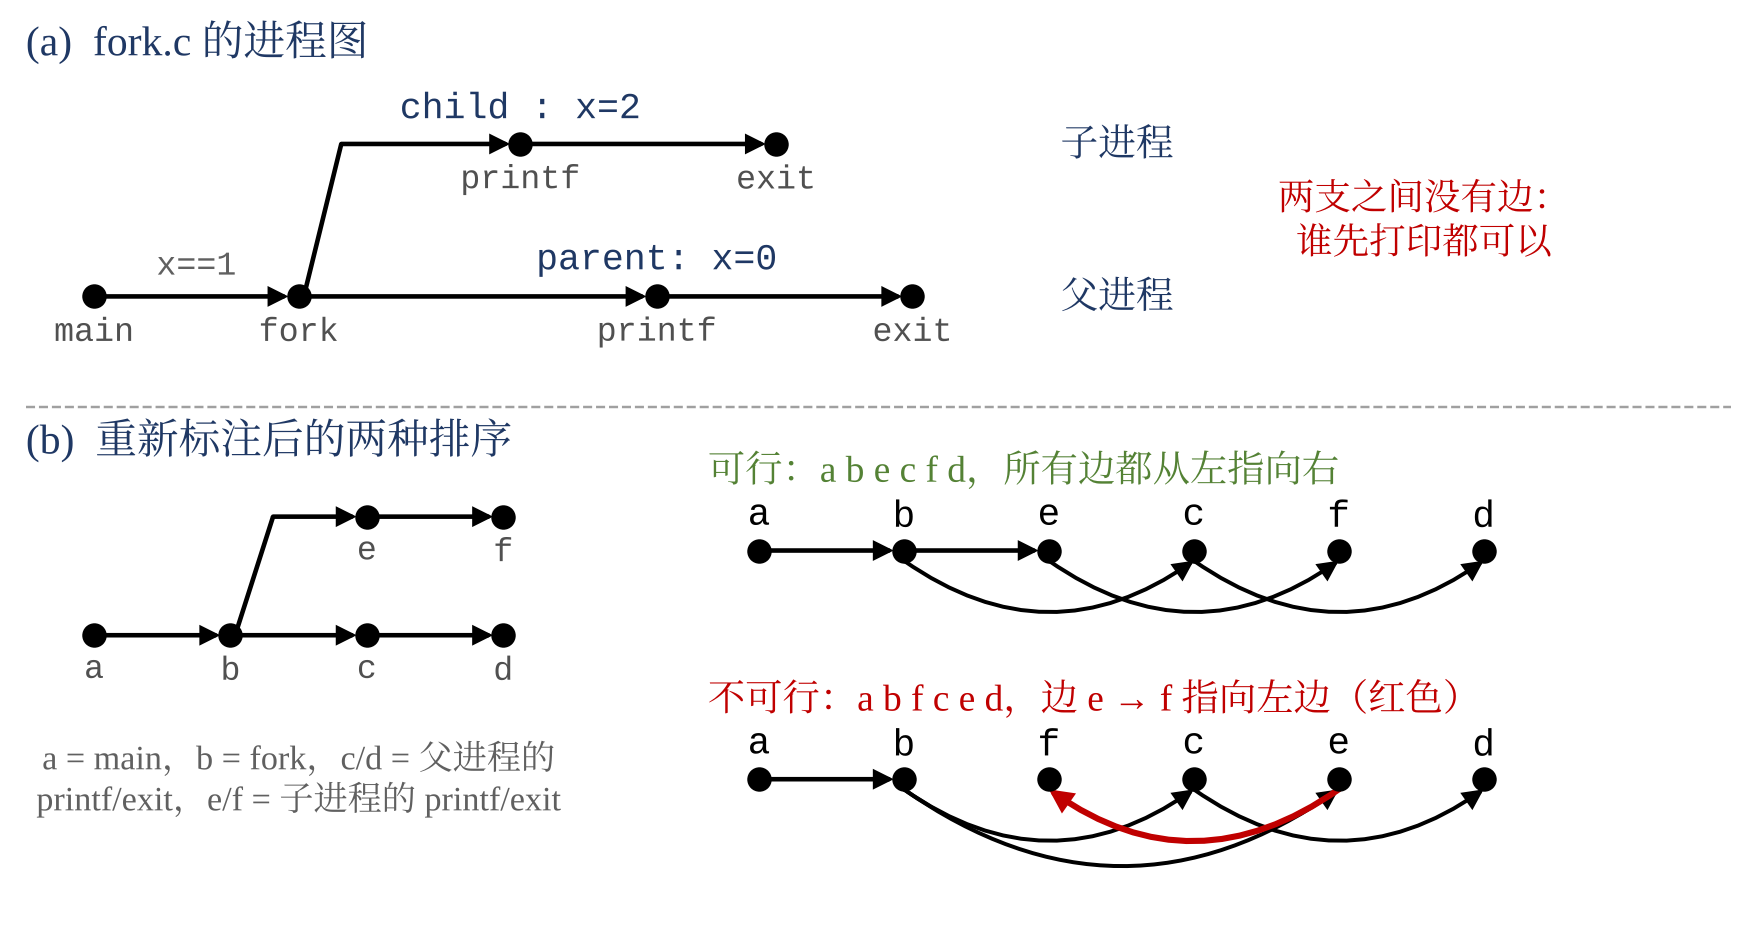 (a) fork.c 的进程图
child : x=2
子进程
printf
exit
两支之间没有边：
谁先打印都可以
x==1
parent: x=0
父进程
main
fork
printf
exit
(b) 重新标注后的两种排序
可行：a b e c f d，所有边都从左指向右
a b e c f d
e
f
a
b
c
d
不可行：a b f c e d，边 e → f 指向左边（红色）
a b f c e d
a = main，b = fork，c/d = 父进程的
printf/exit，e/f = 子进程的 printf/exit